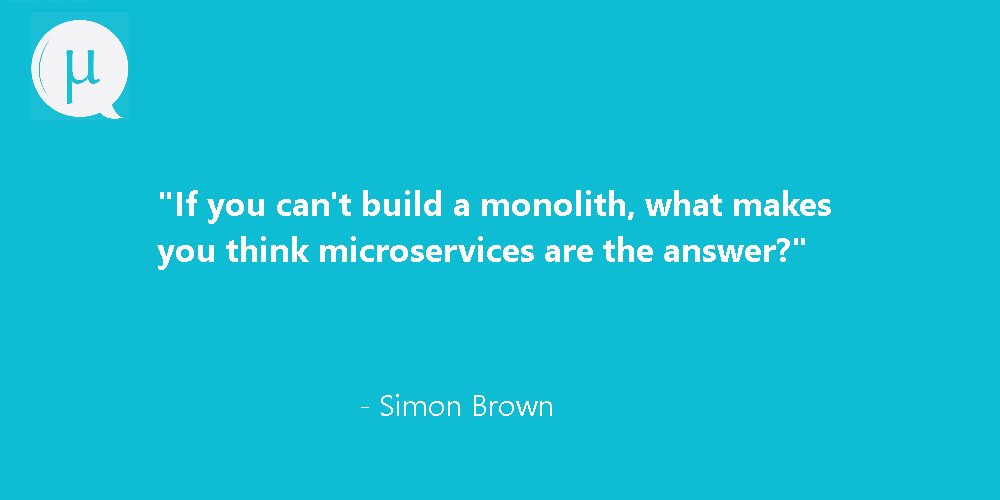 μ
"If you can't build a monolith, what makes
you think microservices are the answer?"
- Simon Brown